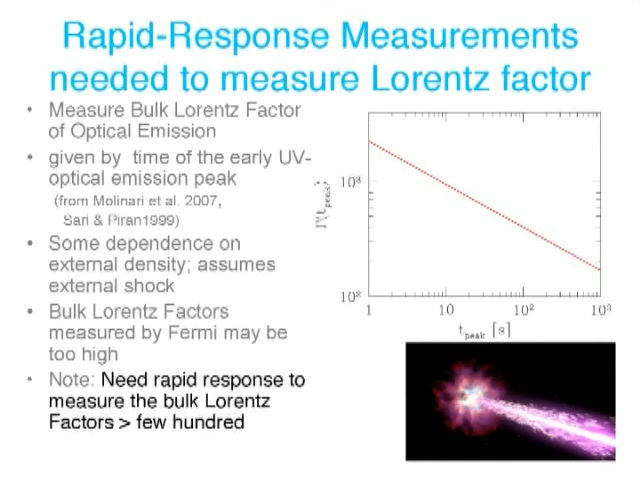 Rapid-Response Measurements
needed to measure Lorentz factor
• Measure Bulk Lorentz Factor
of Optical Emission
• given by time of the early UV-
optical emission peak
(from Molinari et al. 2007,
Sari & Piran1999)
• Some dependence on
external density; assumes
external shock
• Bulk Lorentz Factors
measured by Fermi may be
too high
• Note: Need rapid response to
measure the bulk Lorentz
Factors > few hundred
10³
Γ(t_peak)
10²
1 10 10² 10³
t_peak [s]